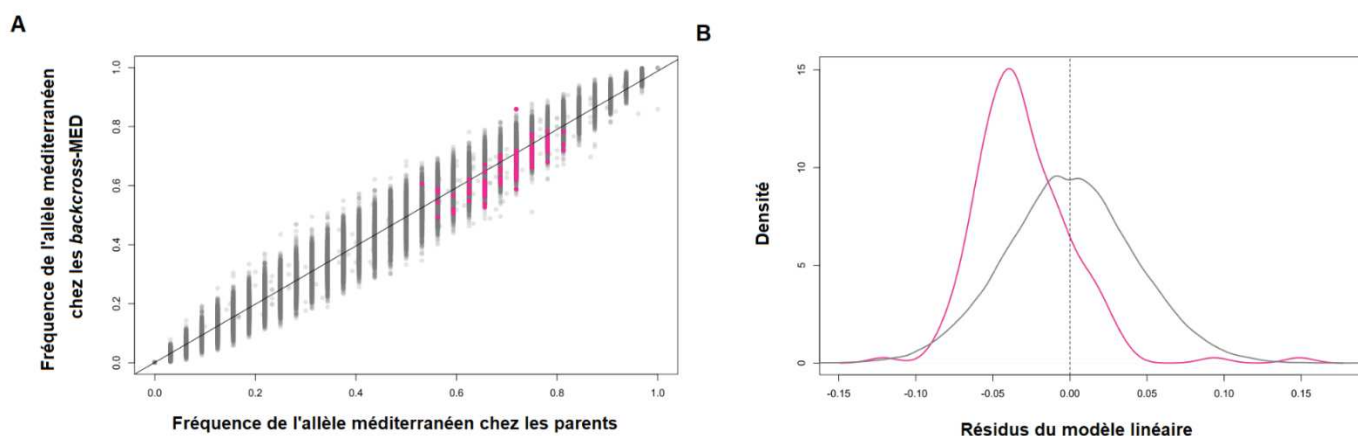 A
Fréquence de l'allèle méditerranéen
chez les backcross-MED
1.0
0.8
0.6
0.4
0.2
0.0
0.0 0.2 0.4 0.6 0.8 1.0
Fréquence de l'allèle méditerranéen chez les parents
B
Densité
15
10
5
0
-0.15 -0.10 -0.05 0.00 0.05 0.10 0.15
Résidus du modèle linéaire